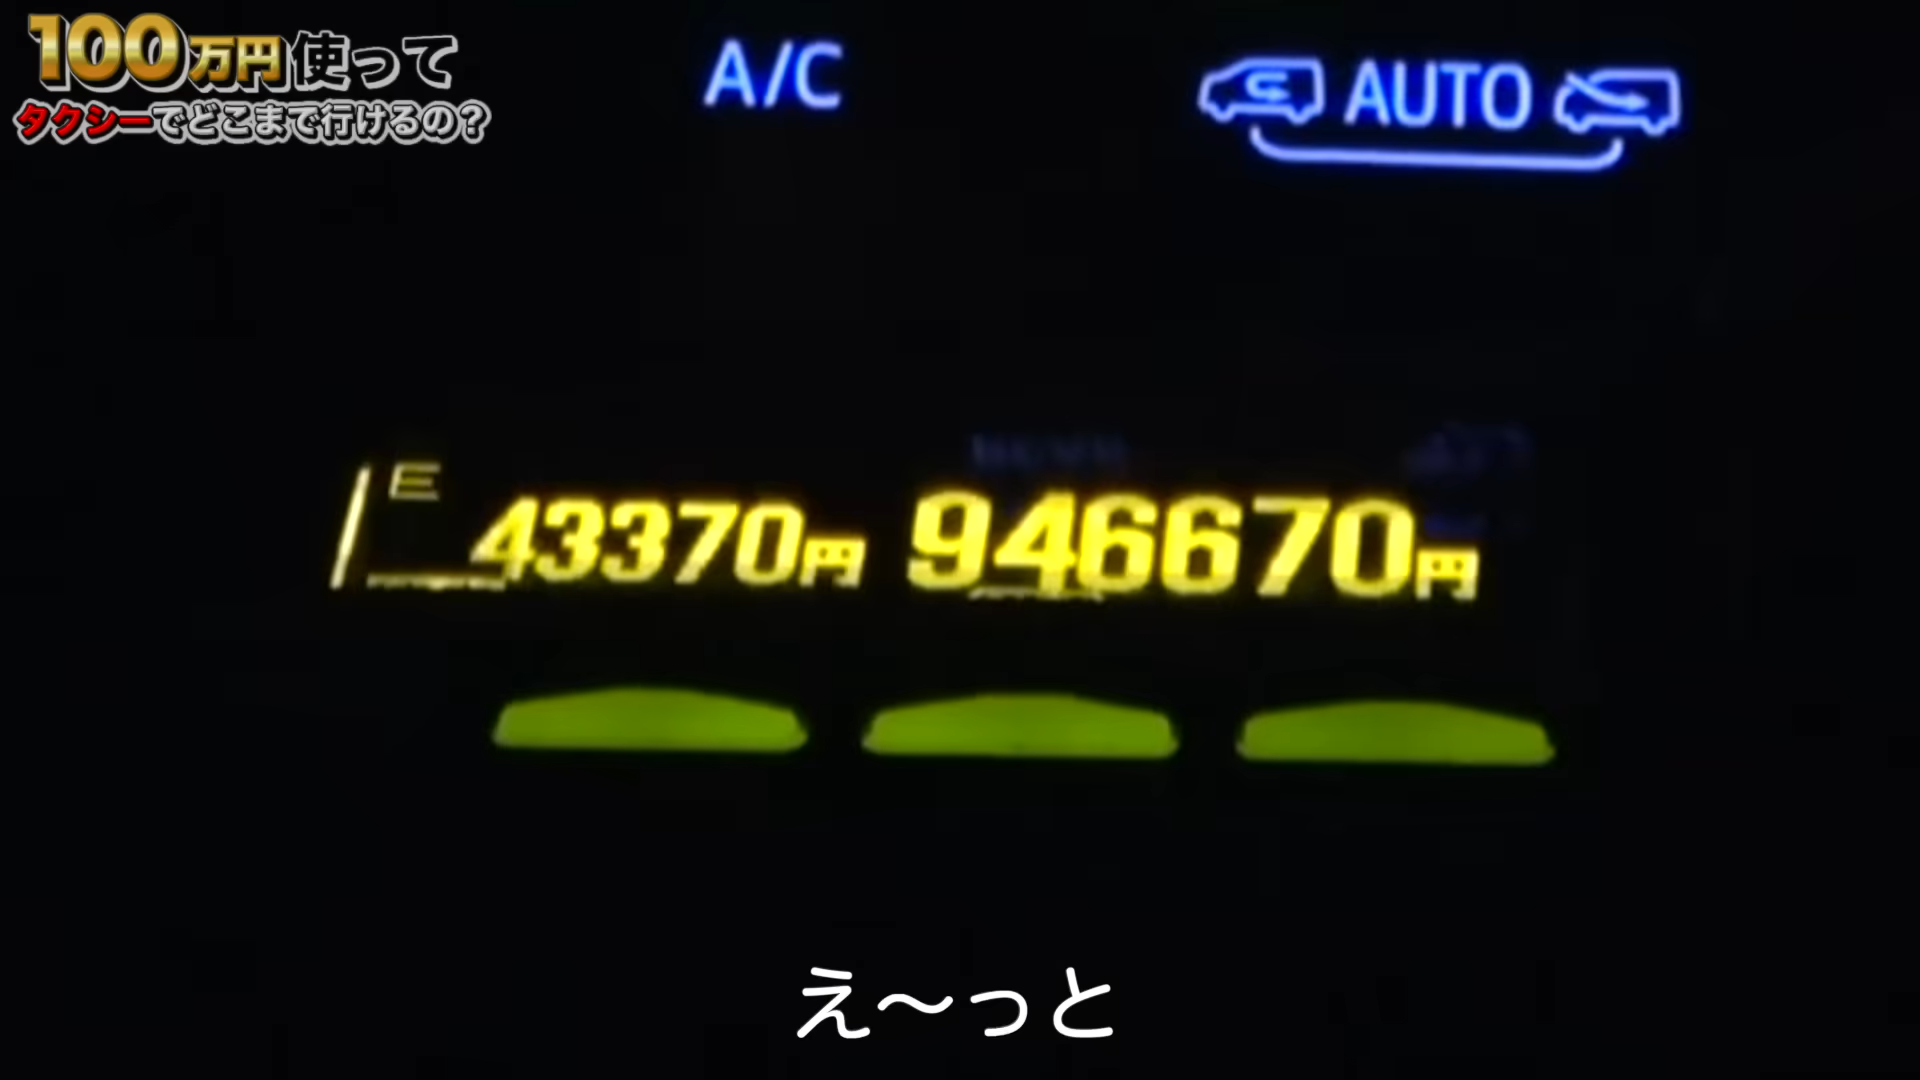 100万円使って
タクシーでどこまで行けるの?
A/C
AUTO
E
43370円 946670円
え〜っと